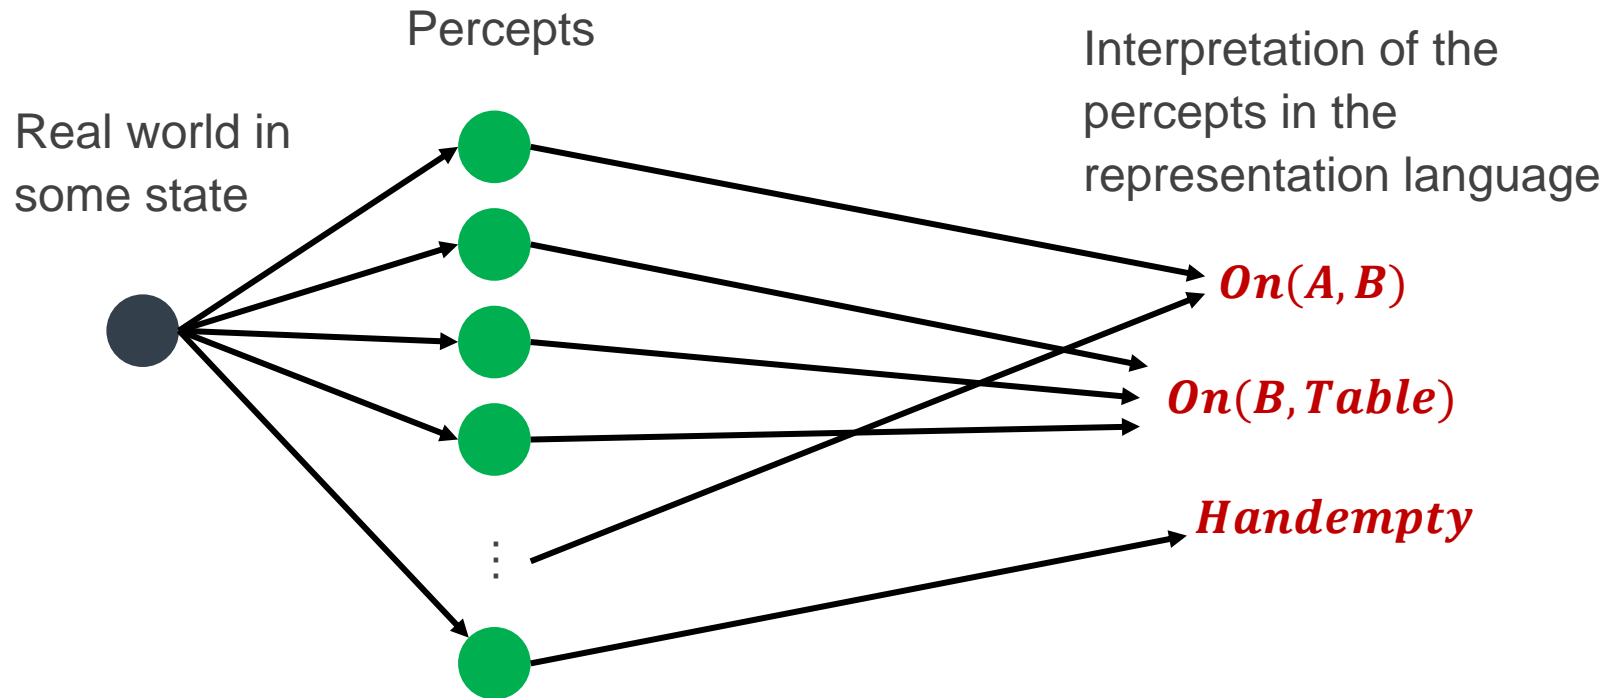 Percepts
Real world in
some state
Interpretation of the
percepts in the
representation language
On(A, B)
On(B, Table)
⋮
Handempty